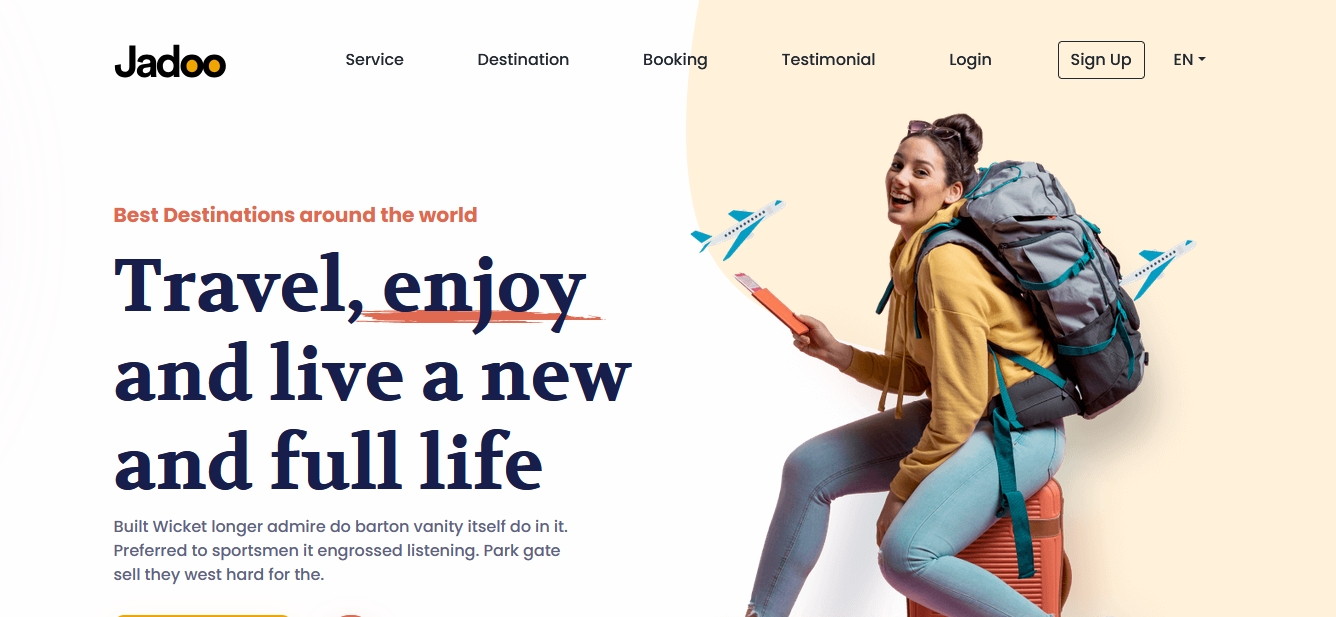 Jadoo
Service
Destination
Booking
Testimonial
Login
Sign Up
EN
Best Destinations around the world
Travel, enjoy
and live a new
and full life
Built Wicket longer admire do barton vanity itself do in it.
Preferred to sportsmen it engrossed listening. Park gate
sell they west hard for the.